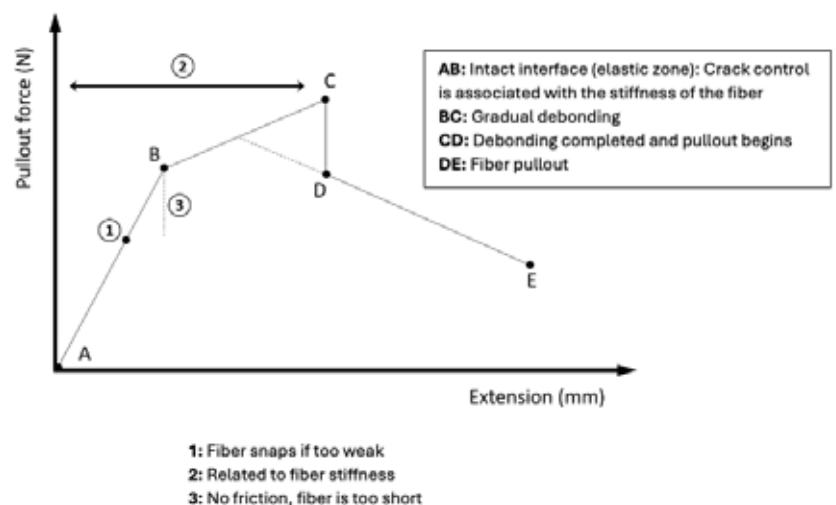 Pullout force (N)
②
C
B
③
D
①
E
A
Extension (mm)
AB: Intact interface (elastic zone): Crack control
is associated with the stiffness of the fiber
BC: Gradual debonding
CD: Debonding completed and pullout begins
DE: Fiber pullout
1: Fiber snaps if too weak
2: Related to fiber stiffness
3: No friction, fiber is too short